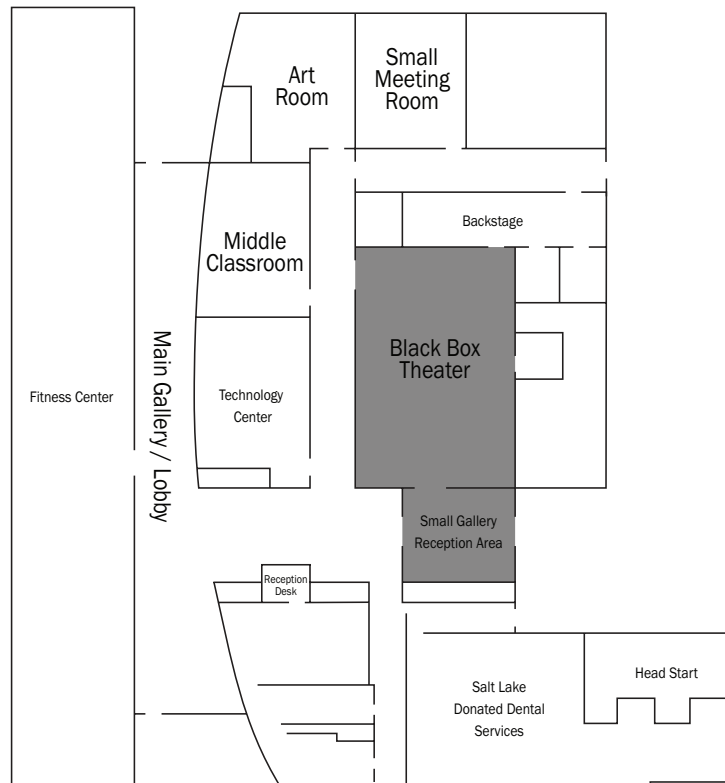 Art
Room
Small
Meeting
Room
Backstage
Middle
Classroom
Black Box
Theater
Main Gallery / Lobby
Fitness Center
Technology
Center
Small Gallery
Reception Area
Reception
Desk
Salt Lake
Donated Dental
Services
Head Start